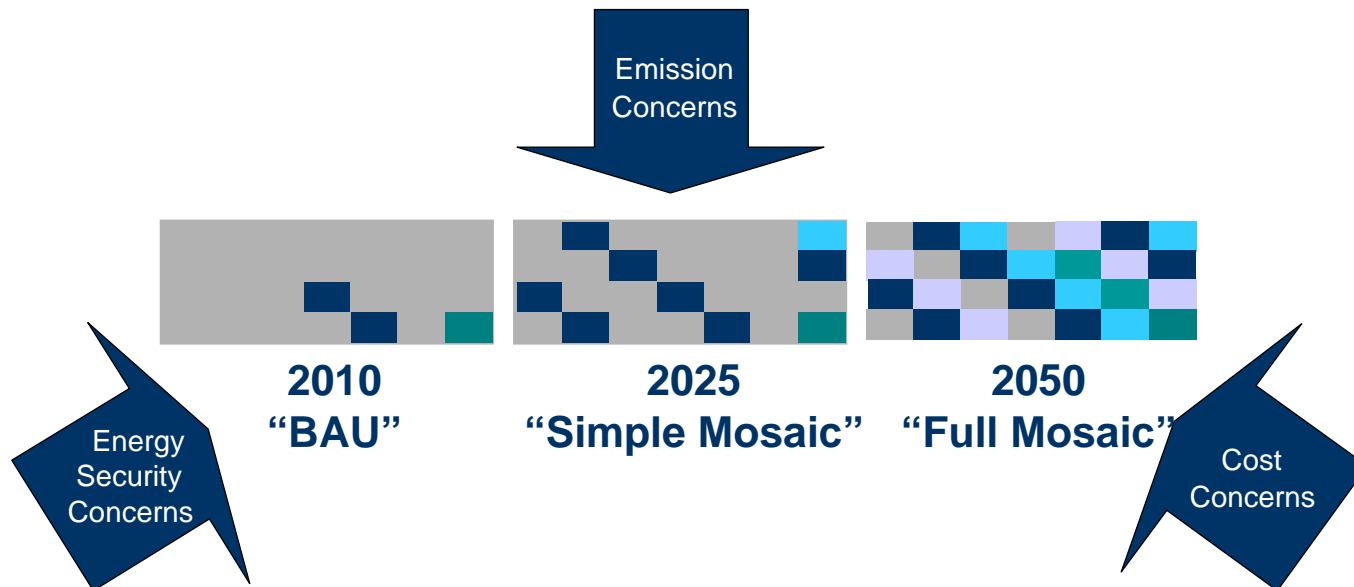 Emission
Concerns
2010
“BAU”
2025
“Simple Mosaic”
2050
“Full Mosaic”
Energy
Security
Concerns
Cost
Concerns